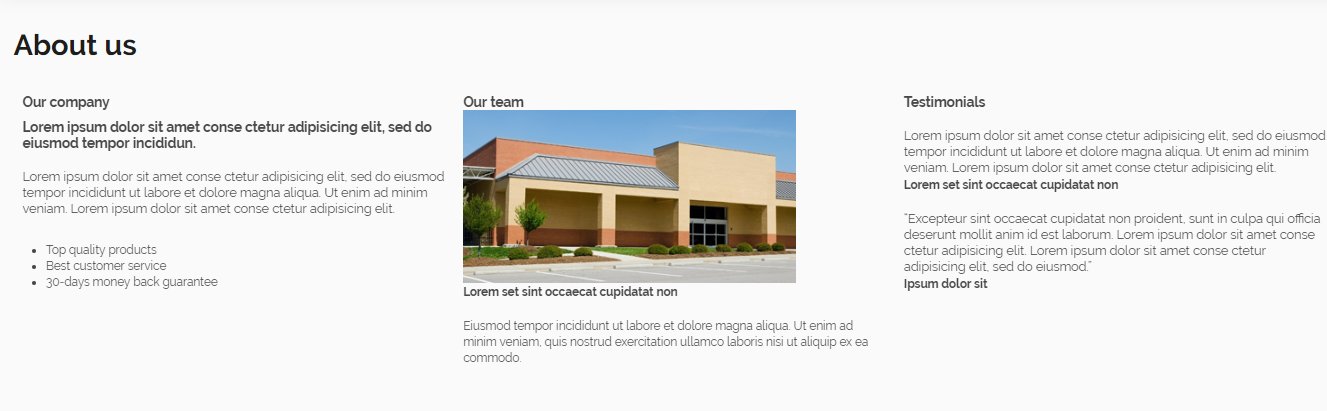 About us
Our company
Lorem ipsum dolor sit amet conse ctetur adipisicing elit, sed do
eiusmod tempor incididun.
Lorem ipsum dolor sit amet conse ctetur adipisicing elit, sed do eiusmod
tempor incididunt ut labore et dolore magna aliqua. Ut enim ad minim
veniam. Lorem ipsum dolor sit amet conse ctetur adipisicing elit.
• Top quality products
• Best customer service
• 30-days money back guarantee
Our team
Lorem set sint occaecat cupidatat non
Eiusmod tempor incididunt ut labore et dolore magna aliqua. Ut enim ad
minim veniam, quis nostrud exercitation ullamco laboris nisi ut aliquip ex ea
commodo.
Testimonials
Lorem ipsum dolor sit amet conse ctetur adipisicing elit, sed do eiusmod
tempor incididunt ut labore et dolore magna aliqua. Ut enim ad minim
veniam. Lorem ipsum dolor sit amet conse ctetur adipisicing elit.
Lorem set sint occaecat cupidatat non
"Excepteur sint occaecat cupidatat non proident, sunt in culpa qui officia
deserunt mollit anim id est laborum. Lorem ipsum dolor sit amet conse
ctetur adipisicing elit. Lorem ipsum dolor sit amet conse ctetur
adipisicing elit, sed do eiusmod."
Ipsum dolor sit